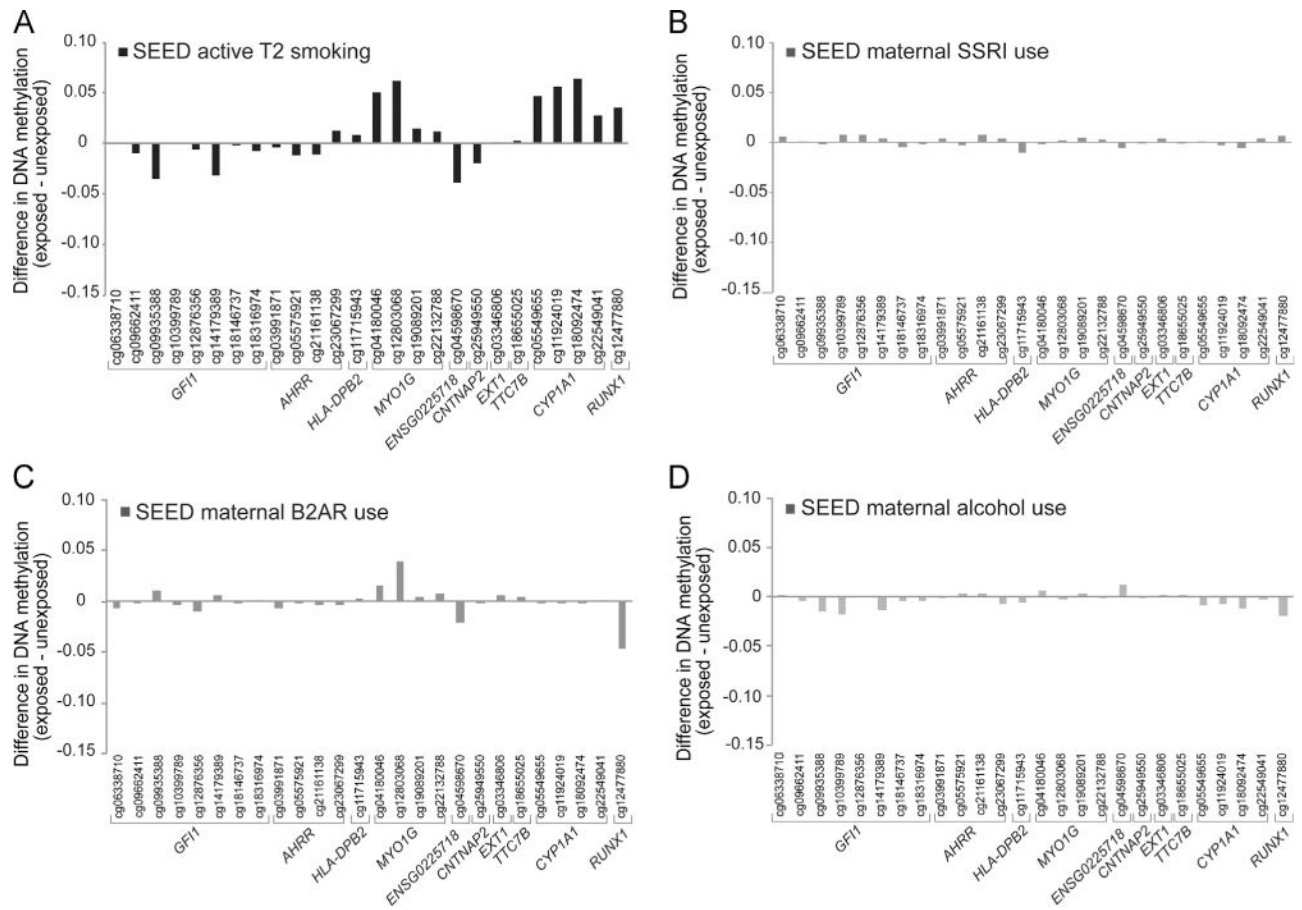 A
SEED active T2 smoking
Difference in DNA methylation
(exposed - unexposed)
0.10
0.05
0
-0.05
-0.10
-0.15
cg06338710
cg09662411
cg09935388
cg10399789
cg12876356
cg14179389
cg18146737
cg18316974
cg03991871
cg05575921
cg21161138
cg23067299
cg11715943
cg04180046
cg12803068
cg19089201
cg22132788
cg04598670
cg25949550
cg03346806
cg18655025
cg05549655
cg11924019
cg18092474
cg22549041
cg12477880
GFI1
AHRR
HLA-DPB2
MYO1G
ENSG0225718
CNTNAP2
EXT1
TTC7B
CYP1A1
RUNX1
B
SEED maternal SSRI use
Difference in DNA methylation
(exposed - unexposed)
0.10
0.05
0
-0.05
-0.10
-0.15
cg06338710
cg09662411
cg09935388
cg10399789
cg12876356
cg14179389
cg18146737
cg18316974
cg03991871
cg05575921
cg21161138
cg23067299
cg11715943
cg04180046
cg12803068
cg19089201
cg22132788
cg04598670
cg25949550
cg03346806
cg18655025
cg05549655
cg11924019
cg18092474
cg22549041
cg12477880
GFI1
AHRR
HLA-DPB2
MYO1G
ENSG0225718
CNTNAP2
EXT1
TTC7B
CYP1A1
RUNX1
C
SEED maternal B2AR use
Difference in DNA methylation
(exposed - unexposed)
0.10
0.05
0
-0.05
-0.10
-0.15
cg06338710
cg09662411
cg09935388
cg10399789
cg12876356
cg14179389
cg18146737
cg18316974
cg03991871
cg05575921
cg21161138
cg23067299
cg11715943
cg04180046
cg12803068
cg19089201
cg22132788
cg04598670
cg25949550
cg03346806
cg18655025
cg05549655
cg11924019
cg18092474
cg22549041
cg12477880
GFI1
AHRR
HLA-DPB2
MYO1G
ENSG0225718
CNTNAP2
EXT1
TTC7B
CYP1A1
RUNX1
D
SEED maternal alcohol use
Difference in DNA methylation
(exposed - unexposed)
0.10
0.05
0
-0.05
-0.10
-0.15
cg06338710
cg09662411
cg09935388
cg10399789
cg12876356
cg14179389
cg18146737
cg18316974
cg03991871
cg05575921
cg21161138
cg23067299
cg11715943
cg04180046
cg12803068
cg19089201
cg22132788
cg04598670
cg25949550
cg03346806
cg18655025
cg05549655
cg11924019
cg18092474
cg22549041
cg12477880
GFI1
AHRR
HLA-DPB2
MYO1G
ENSG0225718
CNTNAP2
EXT1
TTC7B
CYP1A1
RUNX1